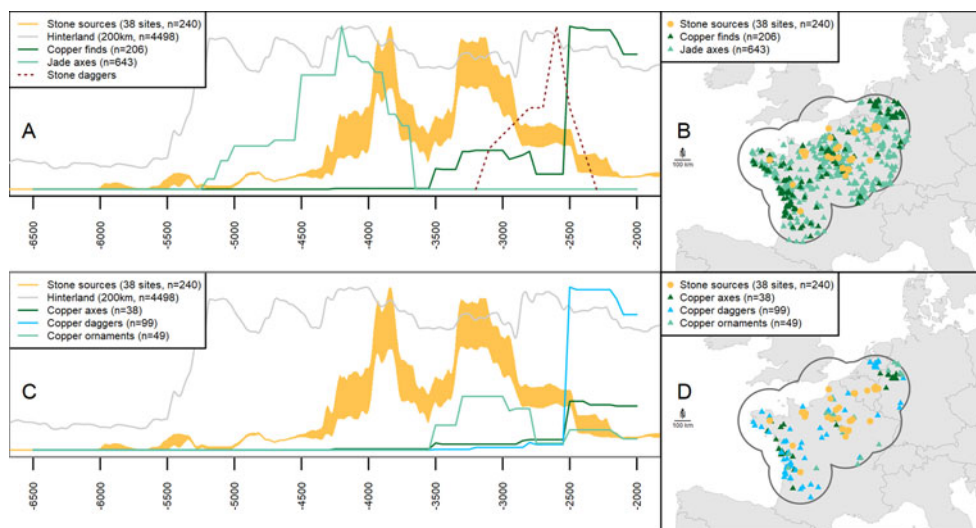 Stone sources (38 sites, n=240)
Hinterland (200km, n=4498)
Copper finds (n=206)
Jade axes (n=643)
Stone daggers
A
-6500
-6000
-5500
-5000
-4500
-4000
-3500
-3000
-2500
-2000
Stone sources (38 sites, n=240)
Copper finds (n=206)
Jade axes (n=643)
B
100 km
Stone sources (38 sites, n=240)
Hinterland (200km, n=4498)
Copper axes (n=38)
Copper daggers (n=99)
Copper ornaments (n=49)
C
-6500
-6000
-5500
-5000
-4500
-4000
-3500
-3000
-2500
-2000
Stone sources (38 sites, n=240)
Copper axes (n=38)
Copper daggers (n=99)
Copper ornaments (n=49)
D
100 km